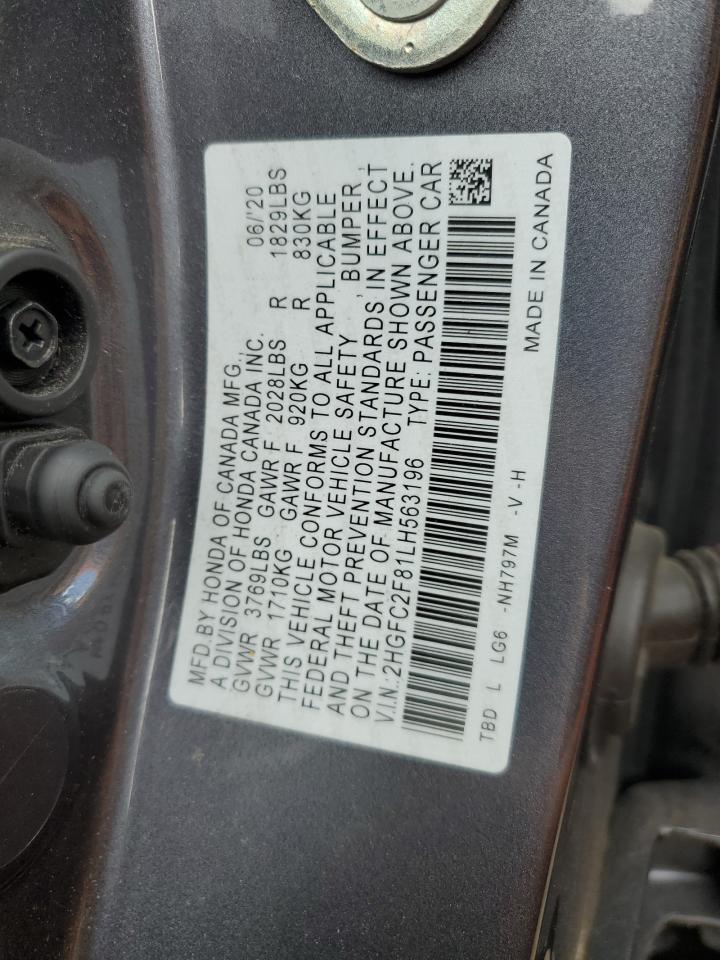 MFD.BY HONDA OF CANADA MFG., 06/'20
A DIVISION OF HONDA CANADA INC.
GVWR 3769LBS GAWR F 2028LBS R 1829LBS
GVWR 1710KG GAWR F 920KG R 830KG
THIS VEHICLE CONFORMS TO ALL APPLICABLE
FEDERAL MOTOR VEHICLE SAFETY, BUMPER,
AND THEFT PREVENTION STANDARDS IN EFFECT
ON THE DATE OF MANUFACTURE SHOWN ABOVE.
V.I.N.:2HGFC2F81LH563196 TYPE: PASSENGER CAR
TBD L LG6 -NH797M -V -H
MADE IN CANADA